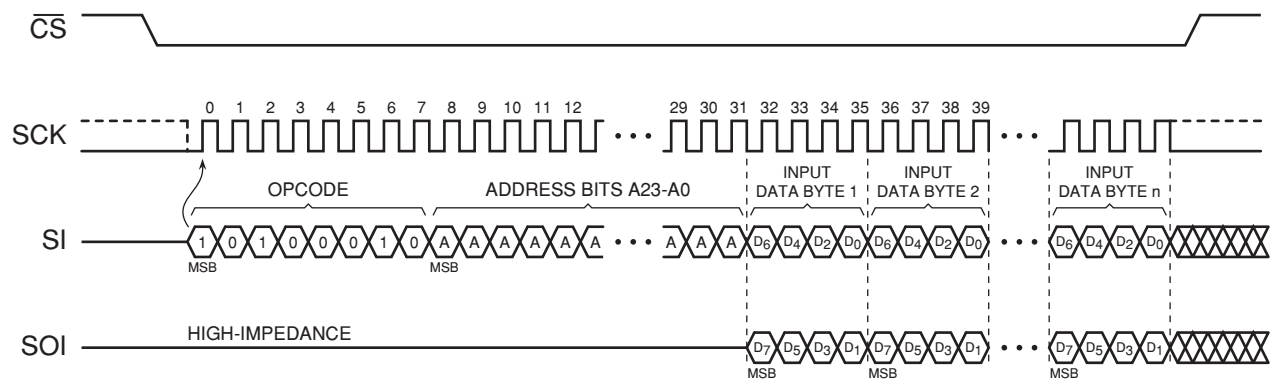 CS
0 1 2 3 4 5 6 7 8 9 10 11 12 29 30 31 32 33 34 35 36 37 38 39
SCK
OPCODE
ADDRESS BITS A23-A0
INPUT
DATA BYTE 1
INPUT
DATA BYTE 2
INPUT
DATA BYTE n
SI 1 0 1 0 0 0 1 0 A A A A A A A A A D6 D4 D2 D0 D6 D4 D2 D0 D6 D4 D2 D0
MSB MSB
HIGH-IMPEDANCE
SOI D7 D5 D3 D1 D7 D5 D3 D1 D7 D5 D3 D1
MSB MSB MSB